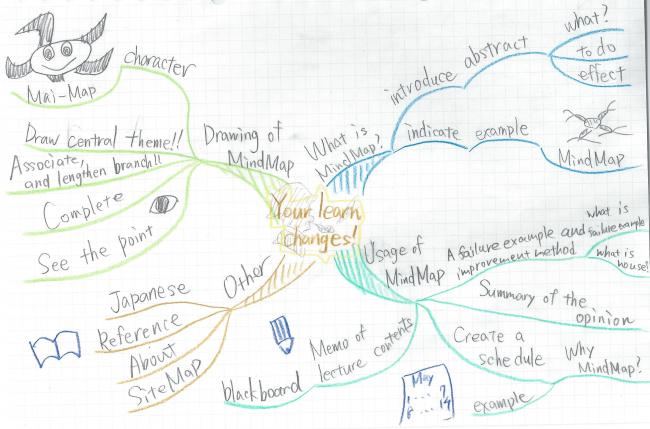 Your learn
changes!
What is
MindMap?
introduce
abstract
what?
to do
effect
indicate
example
MindMap
Usage of
MindMap
A failure example and
improvement method
what is
failure example
what is
Summary of the
opinion
Create a
schedule
Why
MindMap?
example
May
Memo of
lecture contents
blackboard
Other
Japanese
Reference
About
SiteMap
Drawing of
MindMap
character
Mai-Map
Draw Central theme!!
Associate,
and lengthen branch!!
Complete
See the point